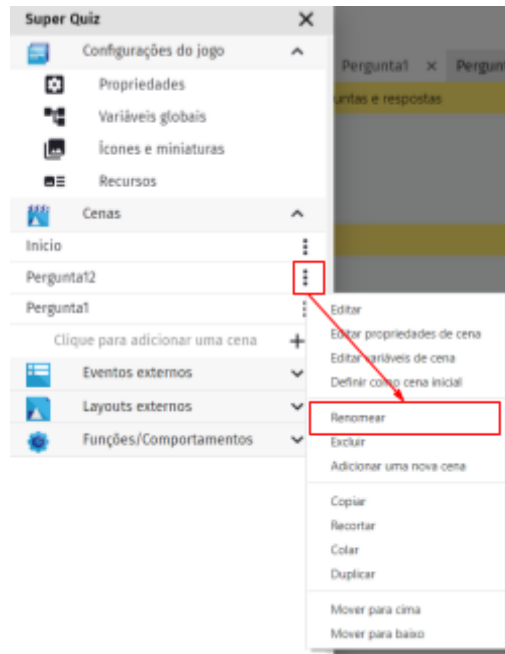 Super Quiz
Configurações do jogo
Propriedades
Variáveis globais
Ícones e miniaturas
Recursos
Cenas
Inicio
Pergunta12
Pergunta1
Clique para adicionar uma cena
Eventos externos
Layouts externos
Funções/Comportamentos
Pergunta1 × Pergun
untas e respostas
Editar
Editar propriedades de cena
Editar variáveis de cena
Definir como cena inicial
Renomear
Excluir
Adicionar uma nova cena
Copiar
Recortar
Colar
Duplicar
Mover para cima
Mover para baixo